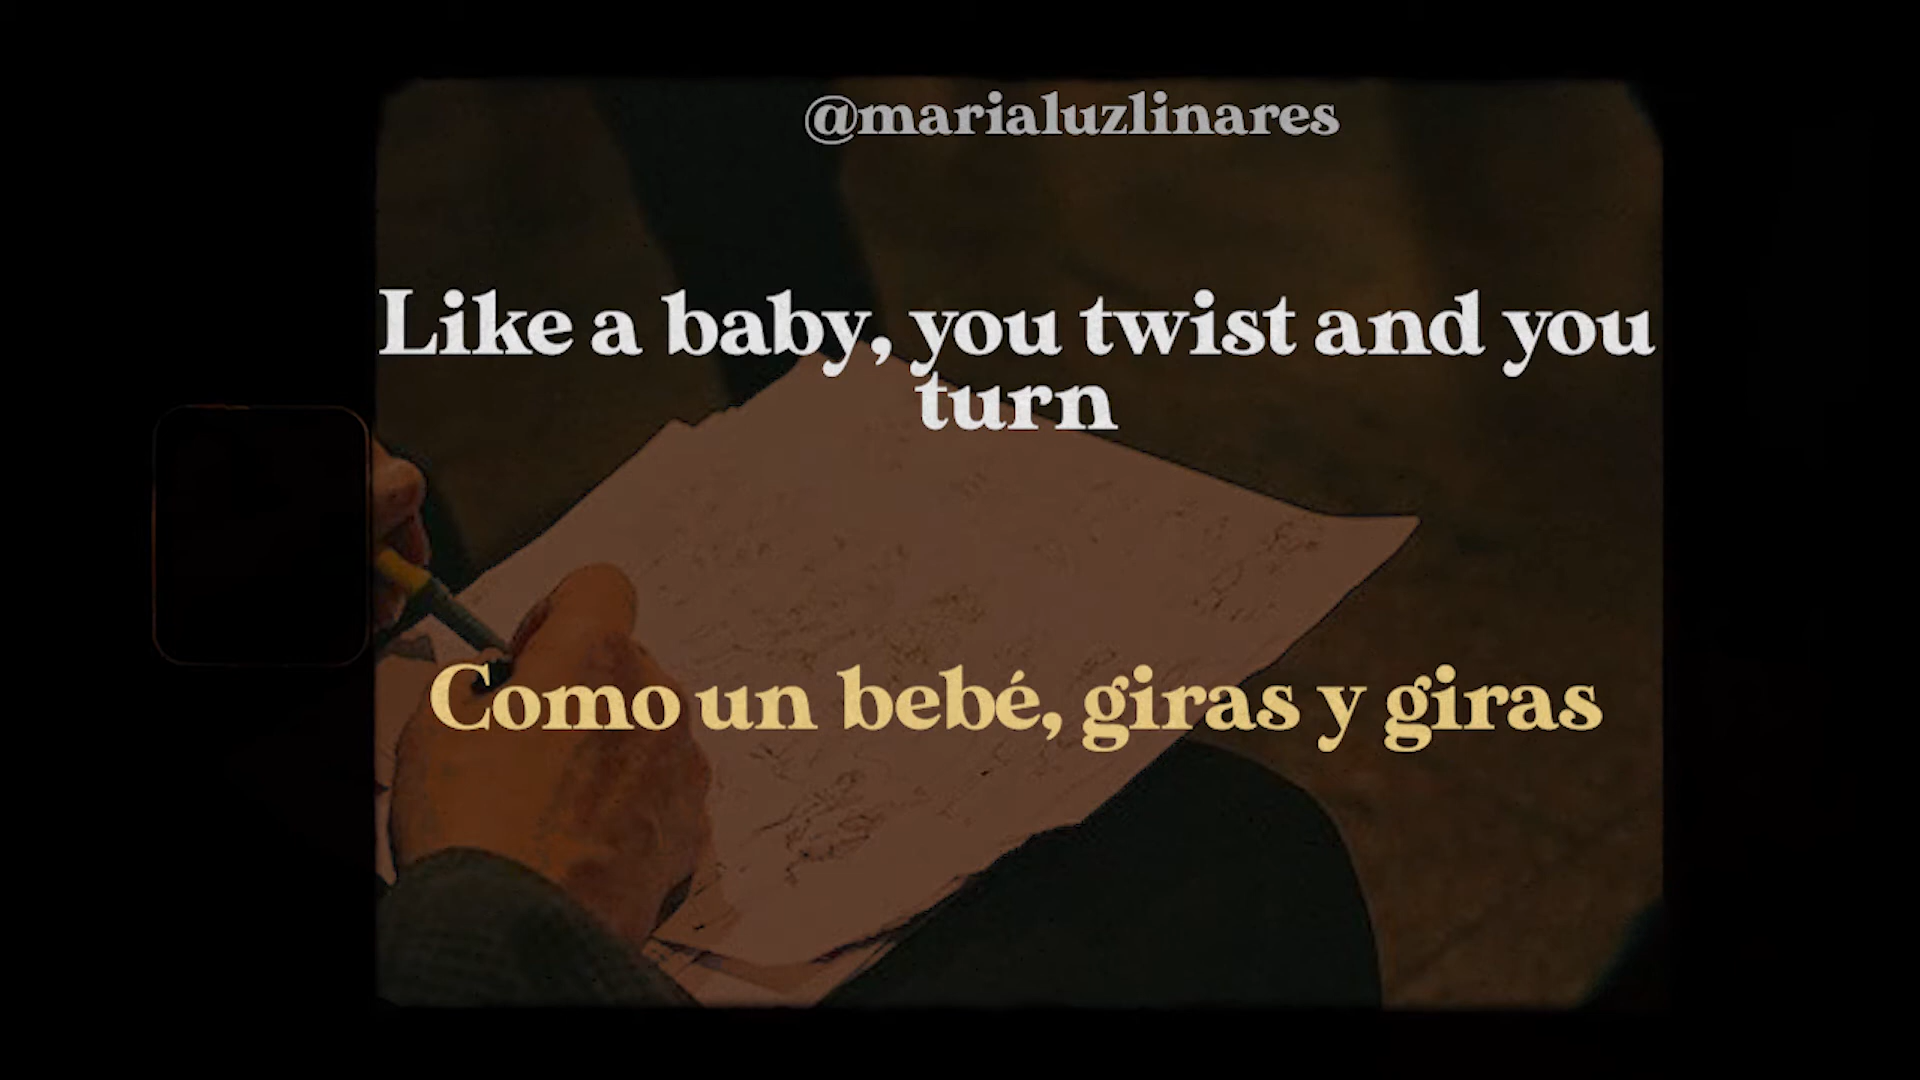 @marialuzlinares
Like a baby, you twist and you
turn
Como un bebé, giras y giras